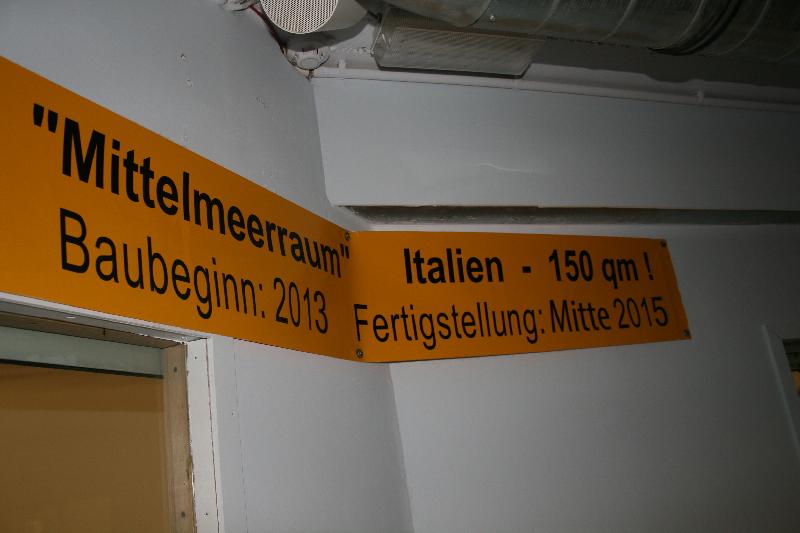 "Mittelmeerraum"
Baubeginn: 2013
Italien - 150 qm !
Fertigstellung: Mitte 2015